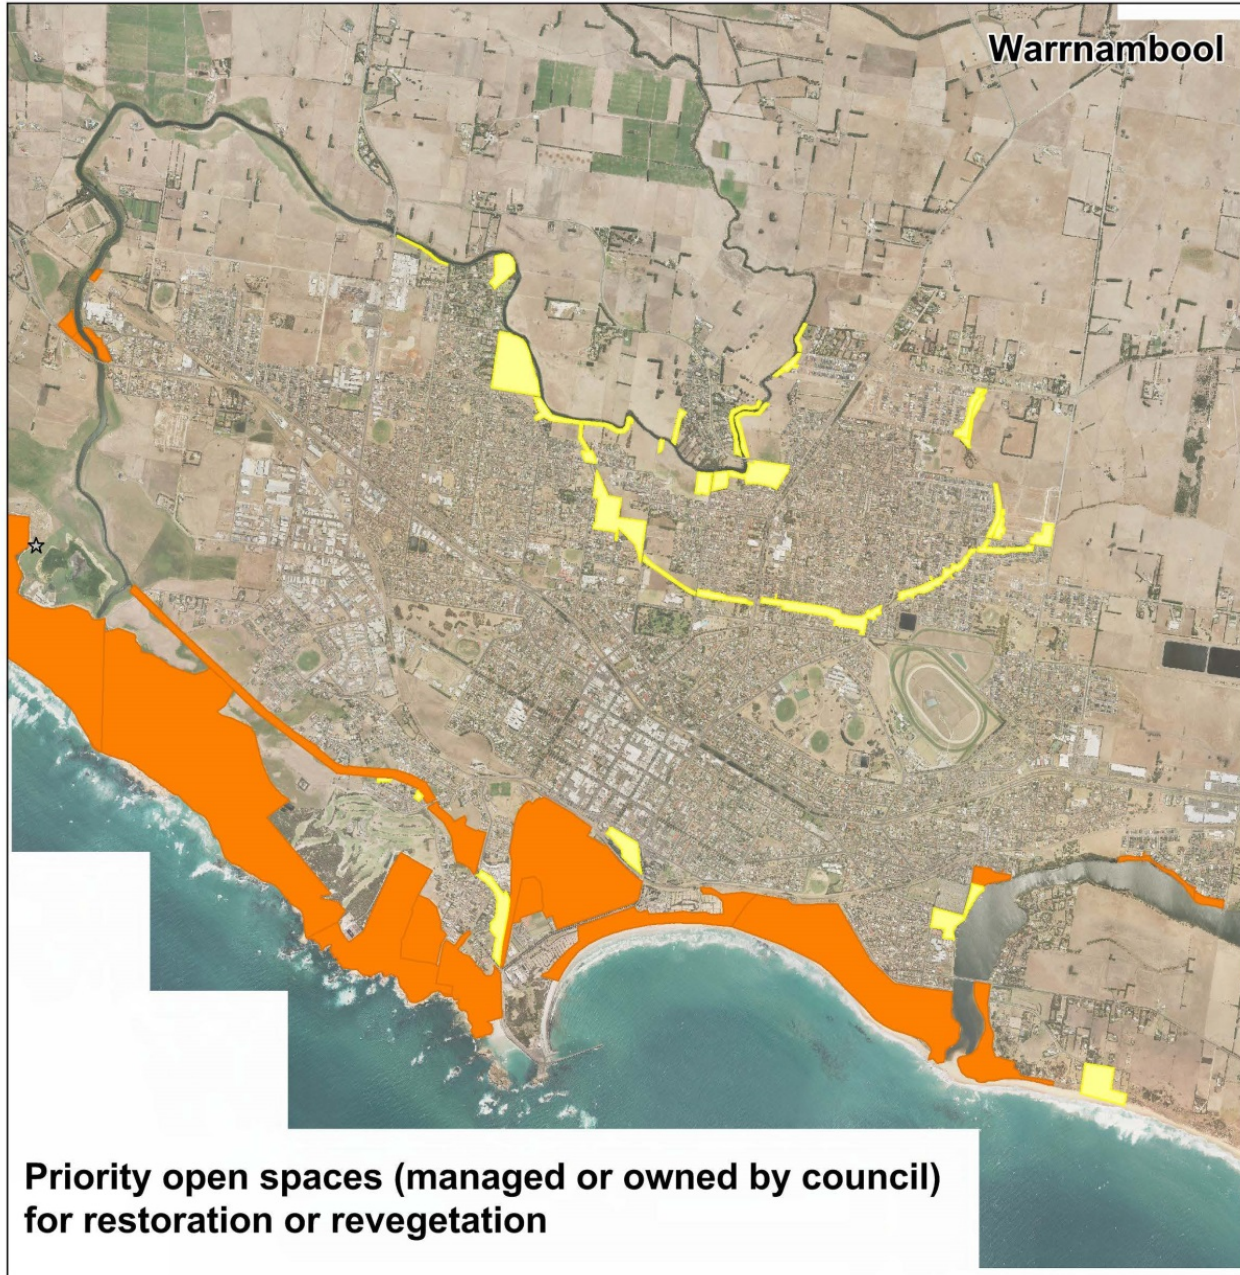 Warrnambool
Priority open spaces (managed or owned by council)
for restoration or revegetation